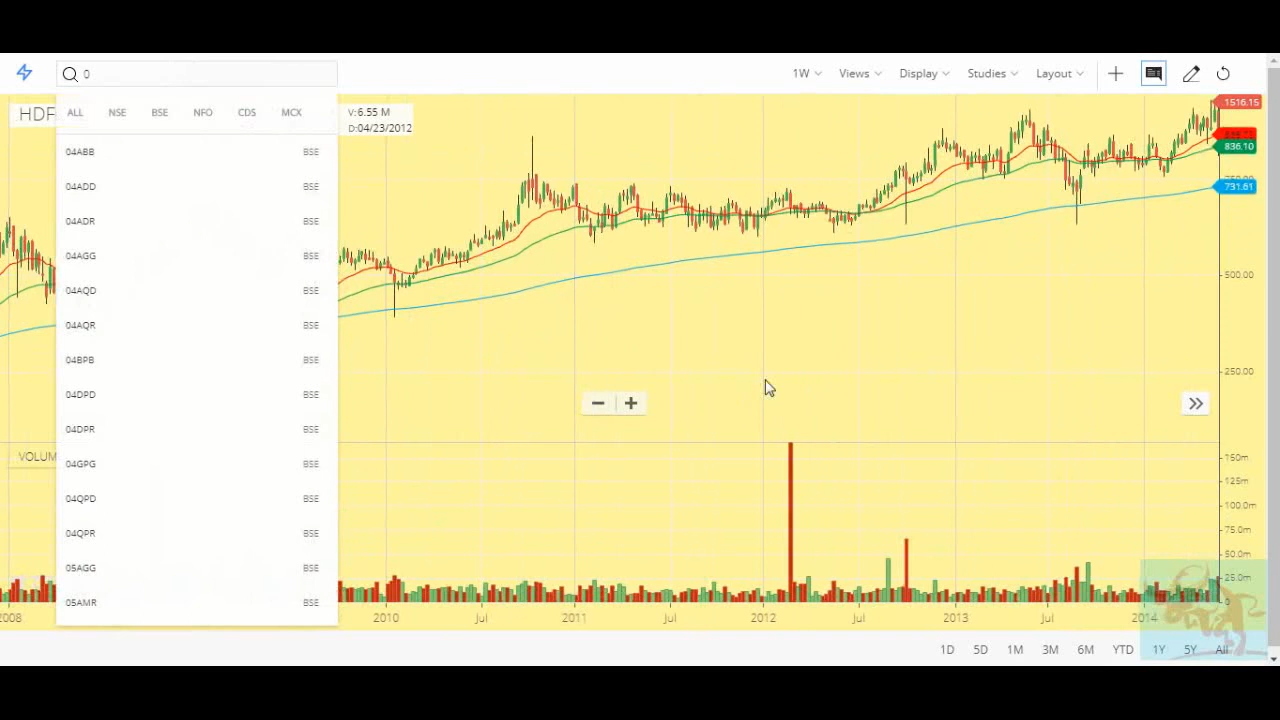 0
1W Views Display Studies Layout
HDF
V:6.55 M
D:04/23/2012
ALL NSE BSE NFO CDS MCX
04ABB BSE
04ADD BSE
04ADR BSE
04AGG BSE
04AQD BSE
04AQR BSE
04BPB BSE
04DPD BSE
04DPR BSE
04GPG BSE
04QPD BSE
04QPR BSE
05AGG BSE
05AMR BSE
1516.15
836.10
731.61
500.00
250.00
VOLUM
150m
125m
100.0m
75.0m
50.0m
25.0m
0
2008 2010 Jul 2011 Jul 2012 Jul 2013 Jul 2014
1D 5D 1M 3M 6M YTD 1Y 5Y All